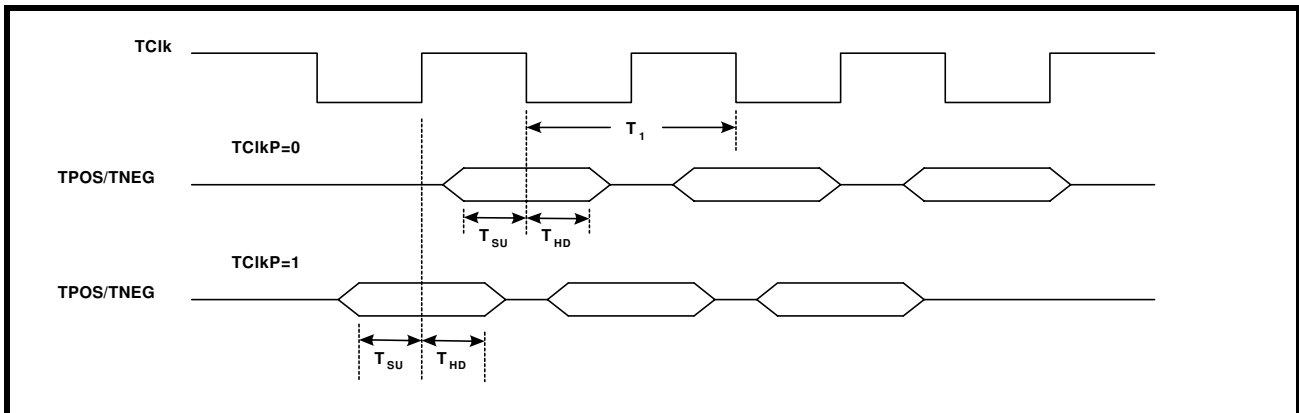 TClk
T1
TClkP=0
TPOS/TNEG
TSU THD
TClkP=1
TPOS/TNEG
TSU THD